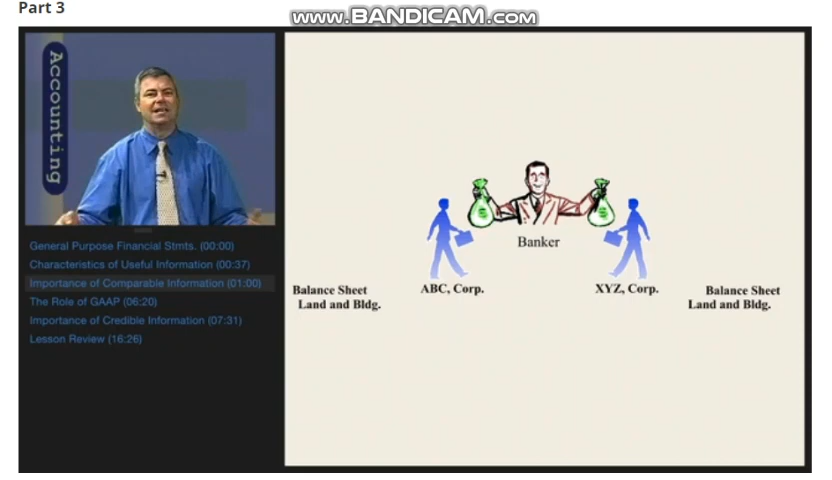 Part 3
www.BANDICAM.com
Accounting
General Purpose Financial Stmts. (00:00)
Characteristics of Useful Information (00:37)
Importance of Comparable Information (01:00)
The Role of GAAP (06:20)
Importance of Credible Information (07:31)
Lesson Review (16:26)
$ $
Banker
ABC, Corp.
XYZ, Corp.
Balance Sheet
Land and Bldg.
Balance Sheet
Land and Bldg.